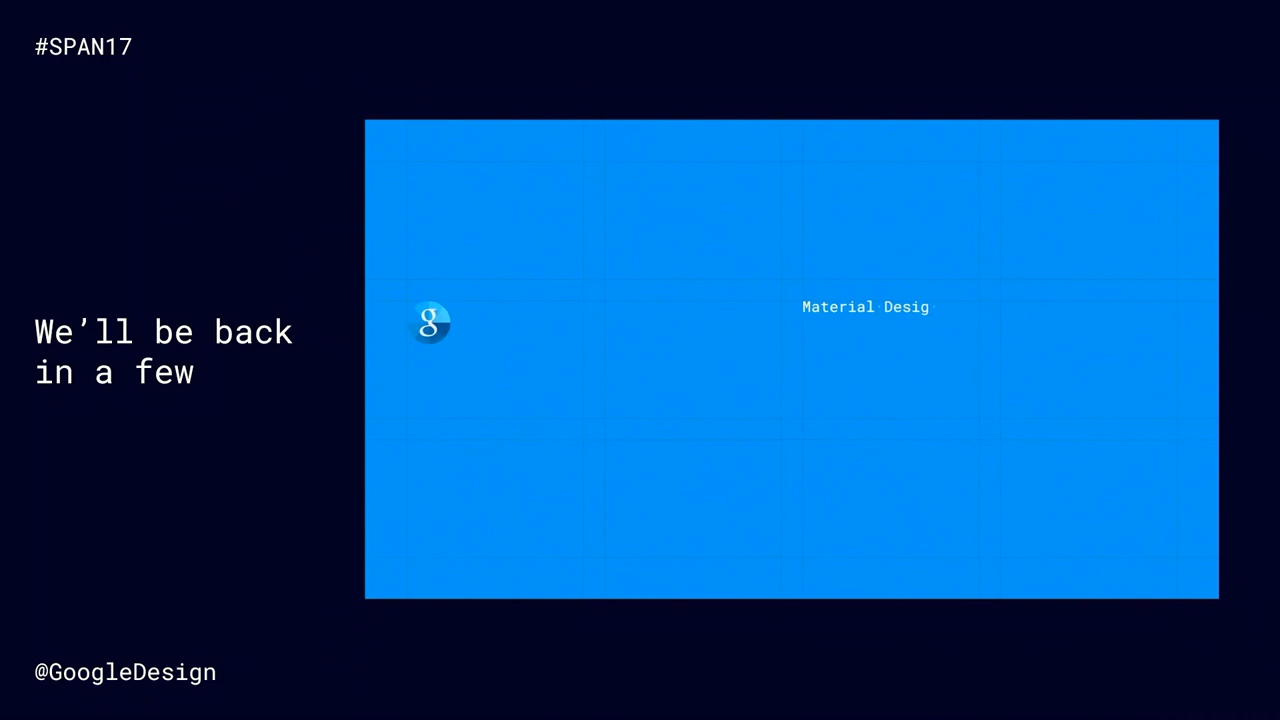 #SPAN17
We’ll be back
in a few
g
Material Desig
@GoogleDesign